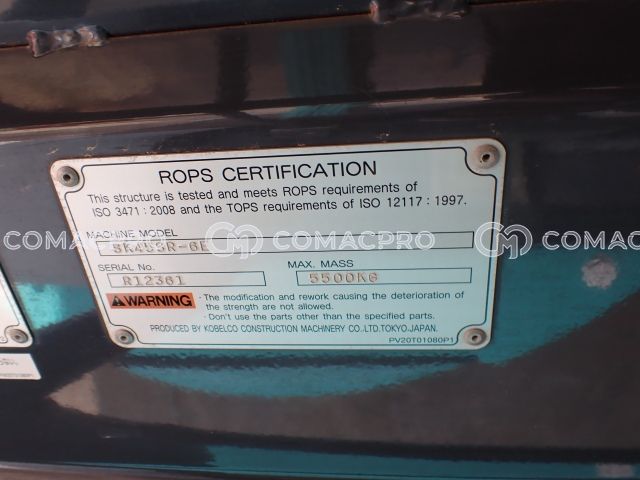 ROPS CERTIFICATION
This structure is tested and meets ROPS requirements of
ISO 3471 : 2008 and the TOPS requirements of ISO 12117 : 1997.
MACHINE MODEL
SK45SR-6E
SERIAL No.
MAX. MASS
R12361
5500KG
WARNING
· The modification and rework causing the deterioration of
the strength are not allowed.
· Don't use the parts other than the specified parts.
PRODUCED BY KOBELCO CONSTRUCTION MACHINERY CO.,LTD.TOKYO.JAPAN.
PV20T01080P1
COMACPRO
COMACPRO
COMACPRO